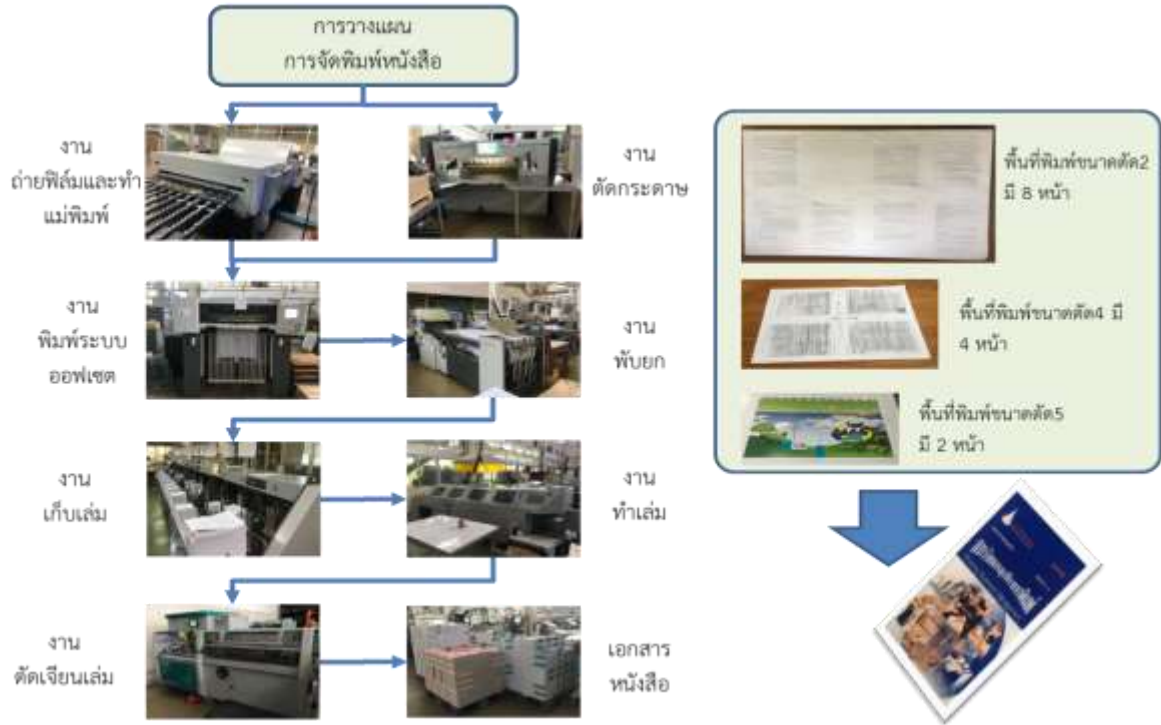 การวางแผน
การจัดพิมพ์หนังสือ
งาน
ถ่ายฟิล์มและทำ
แม่พิมพ์
งาน
ตัดกระดาษ
งาน
พิมพ์ระบบ
ออฟเซต
งาน
พับยก
งาน
เก็บเล่ม
งาน
ทำเล่ม
งาน
ตัดเจียนเล่ม
เอกสาร
หนังสือ
พื้นที่พิมพ์ขนาดตัด2
มี 8 หน้า
พื้นที่พิมพ์ขนาดตัด4 มี
4 หน้า
พื้นที่พิมพ์ขนาดตัด5
มี 2 หน้า